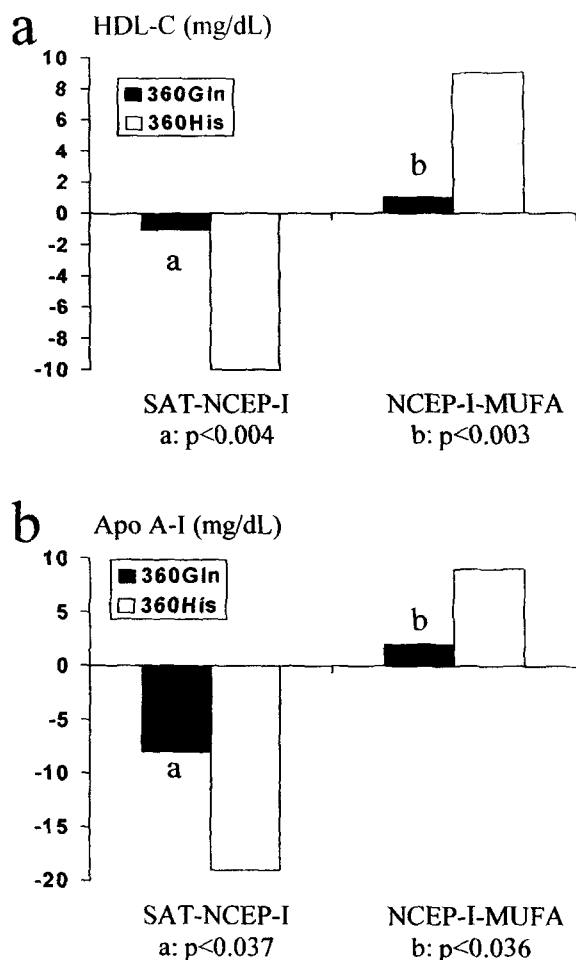 a HDL-C (mg/dL)
10
360Gln
8
360His
6
b
4
2
0
-2
a
-4
-6
-8
-10
SAT-NCEP-I NCEP-I-MUFA
a: p<0.004 b: p<0.003
b Apo A-I (mg/dL)
10
360Gln
360His
5
b
0
-5
a
-10
-15
-20
SAT-NCEP-I NCEP-I-MUFA
a: p<0.037 b: p<0.036